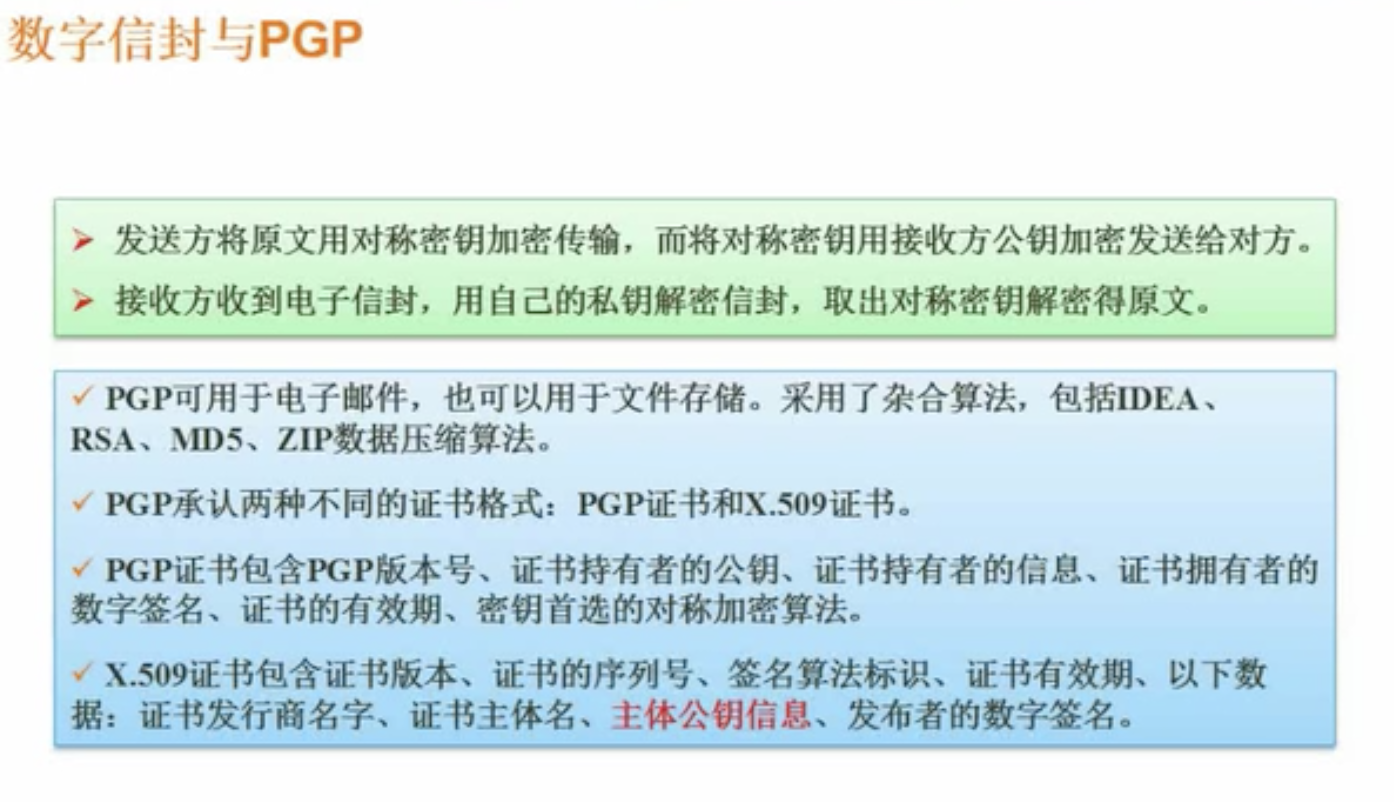 数字信封与PGP
发送方将原文用对称密钥加密传输，而将对称密钥用接收方公钥加密发送给对方。
接收方收到电子信封，用自己的私钥解密信封，取出对称密钥解密得原文。
PGP可用于电子邮件，也可以用于文件存储。采用了杂合算法，包括IDEA、
RSA、MD5、ZIP数据压缩算法。
PGP承认两种不同的证书格式：PGP证书和X.509证书。
PGP证书包含PGP版本号、证书持有者的公钥、证书持有者的信息、证书拥有者的
数字签名、证书的有效期、密钥首选的对称加密算法。
X.509证书包含证书版本、证书的序列号、签名算法标识、证书有效期、以下数
据：证书发行商名字、证书主体名、主体公钥信息、发布者的数字签名。